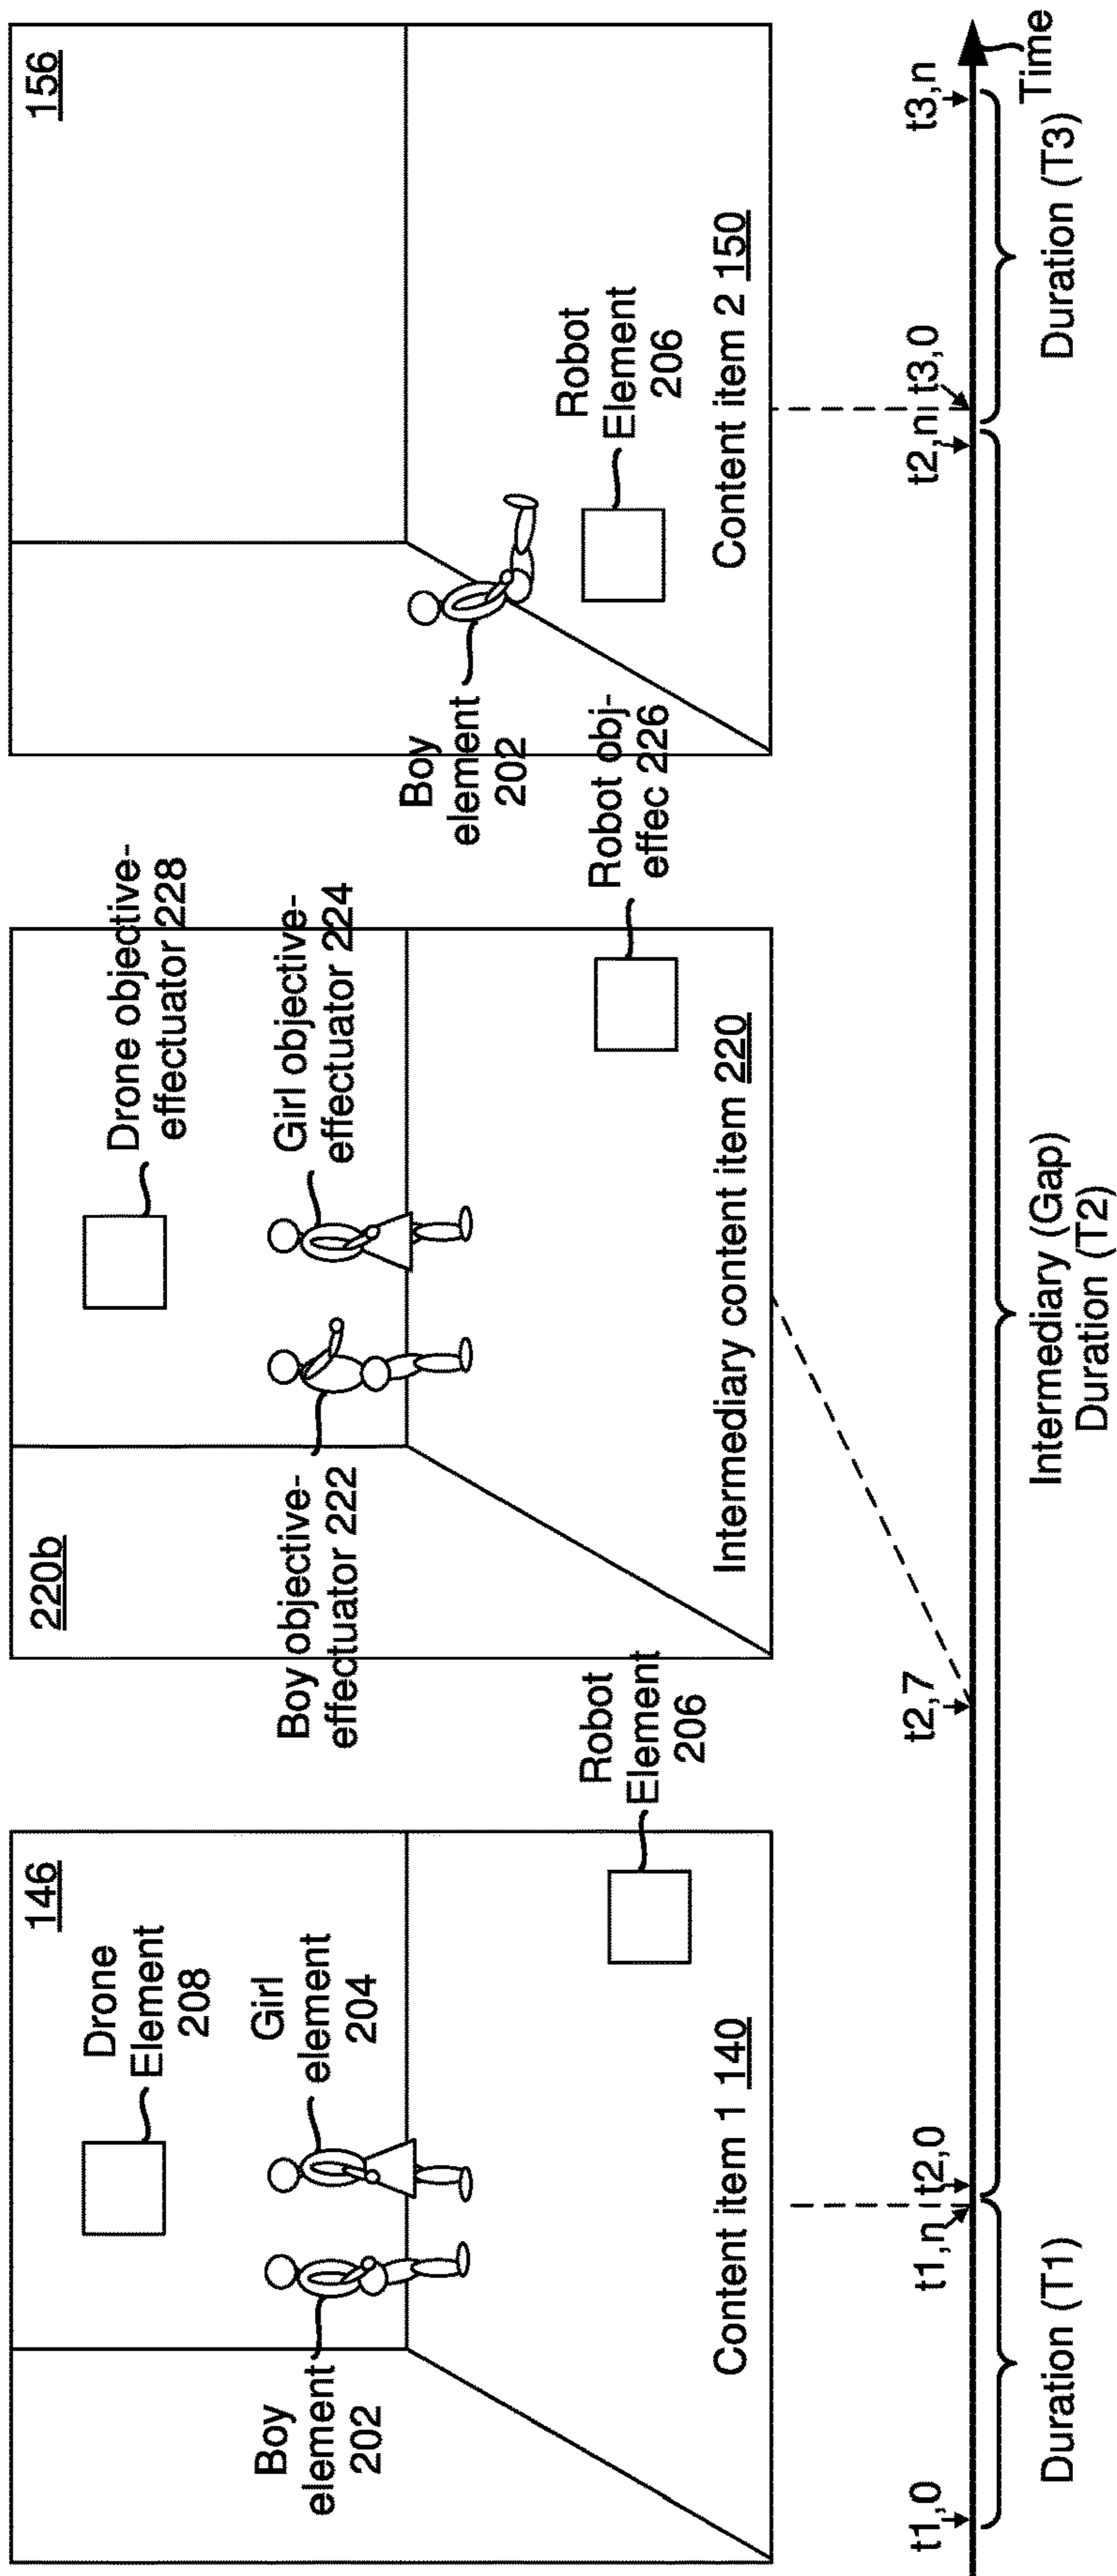 146
Drone
Element
208
Girl
element
204
Boy
element
202
Robot
Element
206
Content item 1 140
220b
Drone objective-
effectuator 228
Girl objective-
effectuator 224
Boy objective-
effectuator 222
Robot obj-
effec 226
Intermediary content item 220
156
Boy
element
202
Robot
Element
206
Content item 2 150
t1,0
t1,n
t2,0
t2,7
t2,n
t3,0
t3,n
Time
Duration (T1)
Intermediary (Gap)
Duration (T2)
Duration (T3)